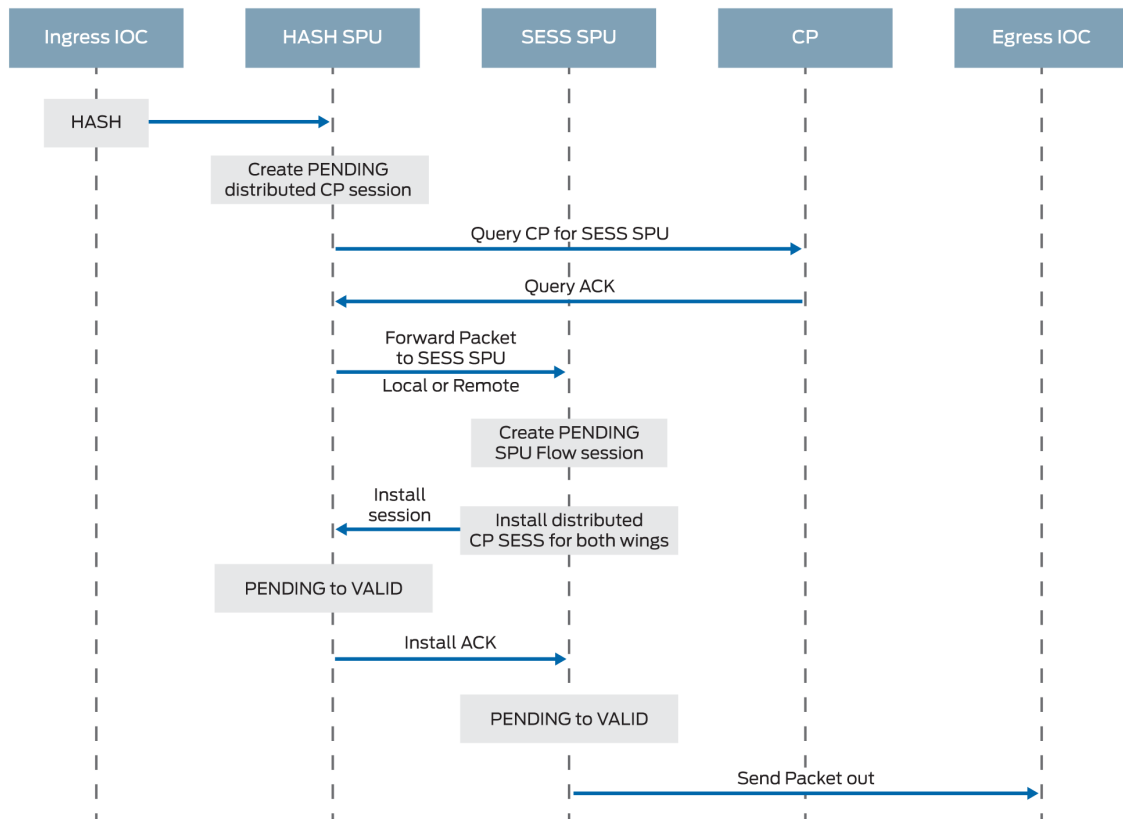 Ingress IOC
HASH SPU
SESS SPU
CP
Egress IOC
HASH
Create PENDING
distributed CP session
Query CP for SESS SPU
Query ACK
Forward Packet
to SESS SPU
Local or Remote
Create PENDING
SPU Flow session
Install
session
Install distributed
CP SESS for both wings
PENDING to VALID
Install ACK
PENDING to VALID
Send Packet out